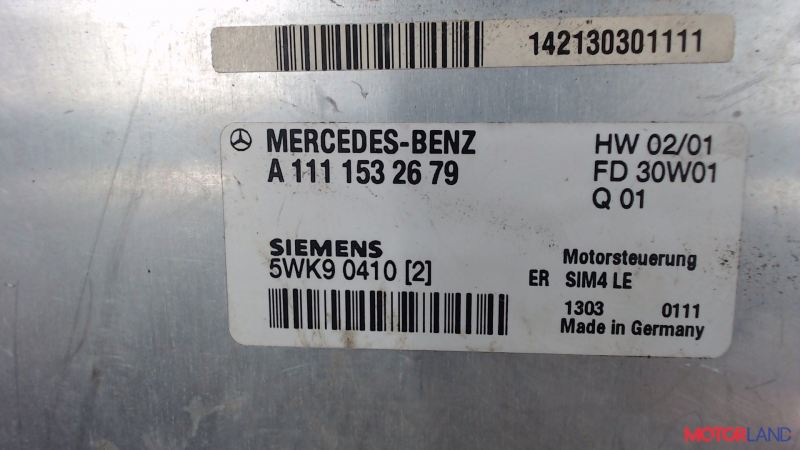 142130301111
MERCEDES-BENZ HW 02/01
A 111 153 26 79 FD 30W01
Q 01
SIEMENS Motorsteuerung
5WK9 0410 [2] ER SIM4 LE
1303 0111
Made in Germany
MOTORLAND